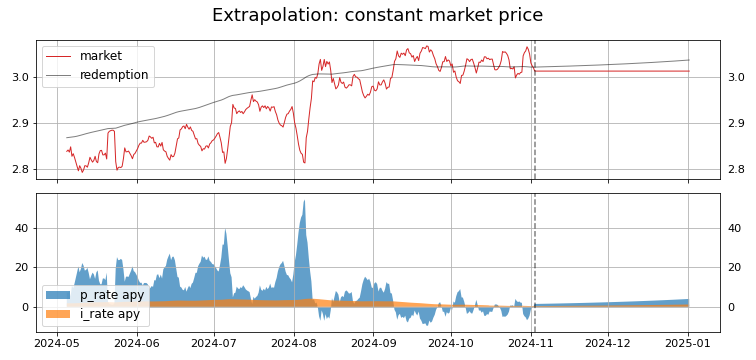 Extrapolation: constant market price
market
redemption
3.0
2.9
2.8
3.0
2.9
2.8
40
20
0
40
20
0
p_rate apy
i_rate apy
2024-05 2024-06 2024-07 2024-08 2024-09 2024-10 2024-11 2024-12 2025-01